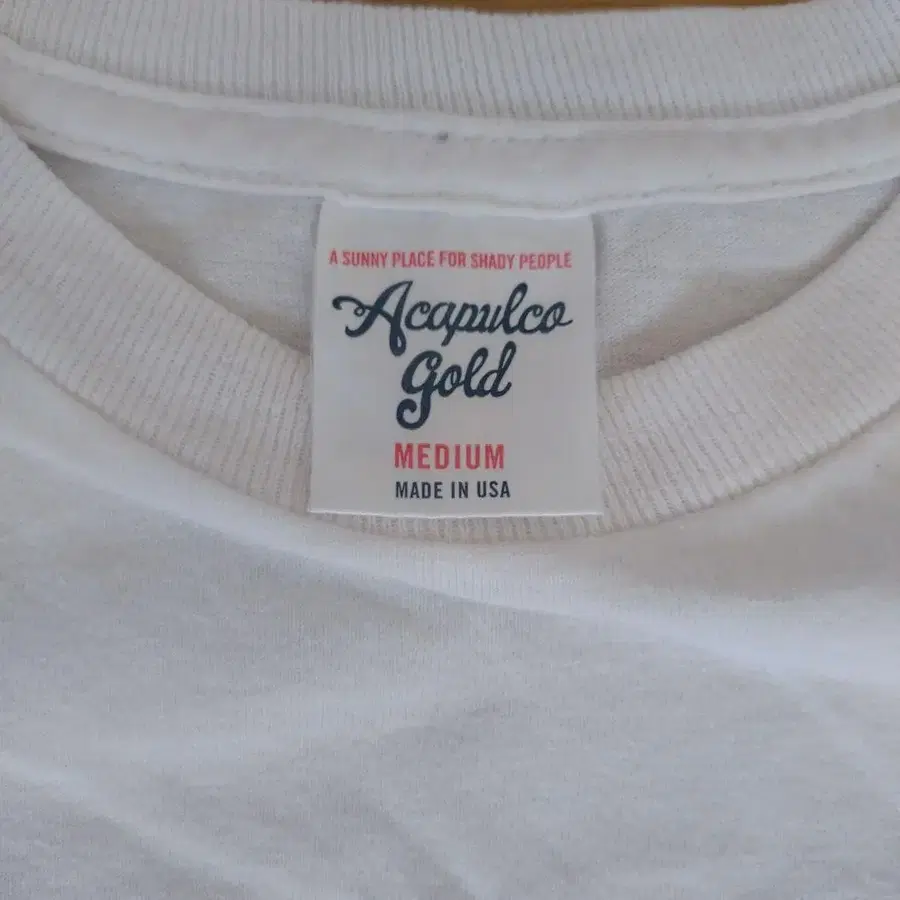 A SUNNY PLACE FOR SHADY PEOPLE
Acapulco
Gold
MEDIUM
MADE IN USA